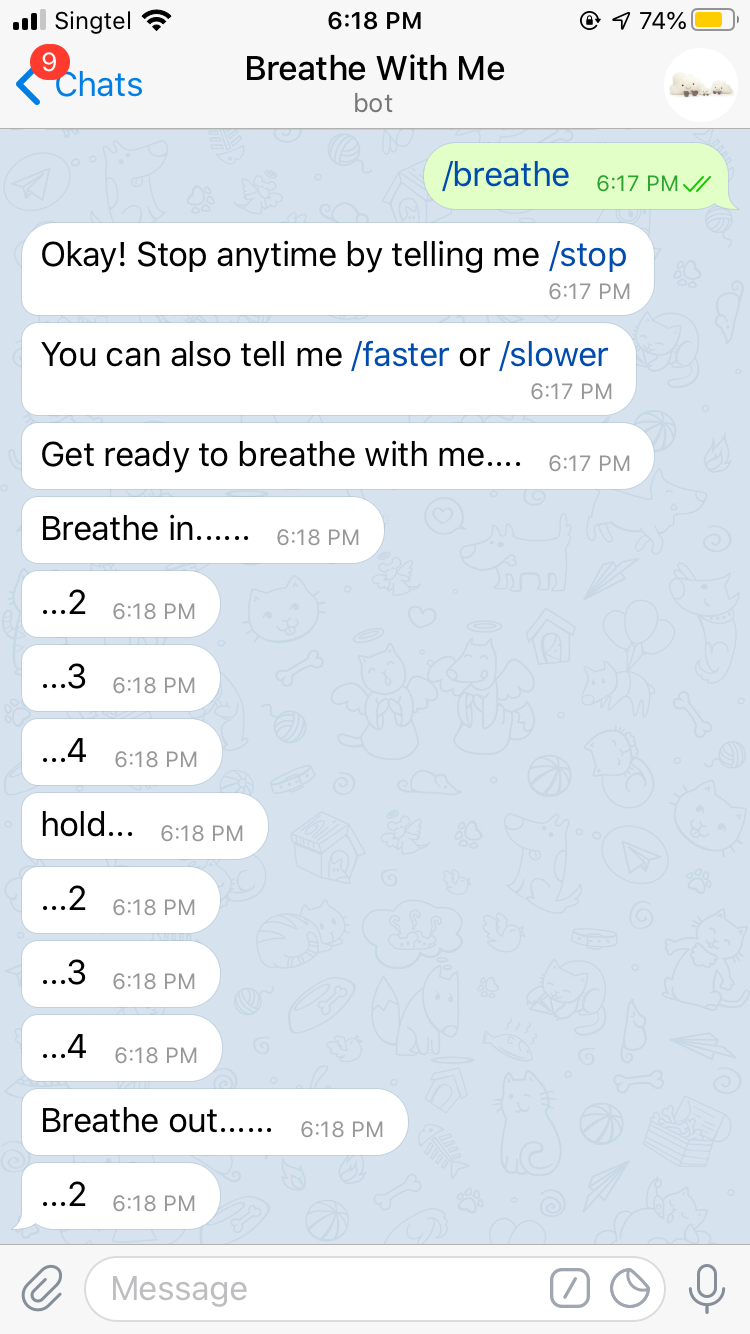 Singtel 6:18 PM 74%
9
Chats Breathe With Me
bot
/breathe 6:17 PM
Okay! Stop anytime by telling me /stop
6:17 PM
You can also tell me /faster or /slower
6:17 PM
Get ready to breathe with me.... 6:17 PM
Breathe in...... 6:18 PM
...2 6:18 PM
...3 6:18 PM
...4 6:18 PM
hold... 6:18 PM
...2 6:18 PM
...3 6:18 PM
...4 6:18 PM
Breathe out...... 6:18 PM
...2 6:18 PM
Message